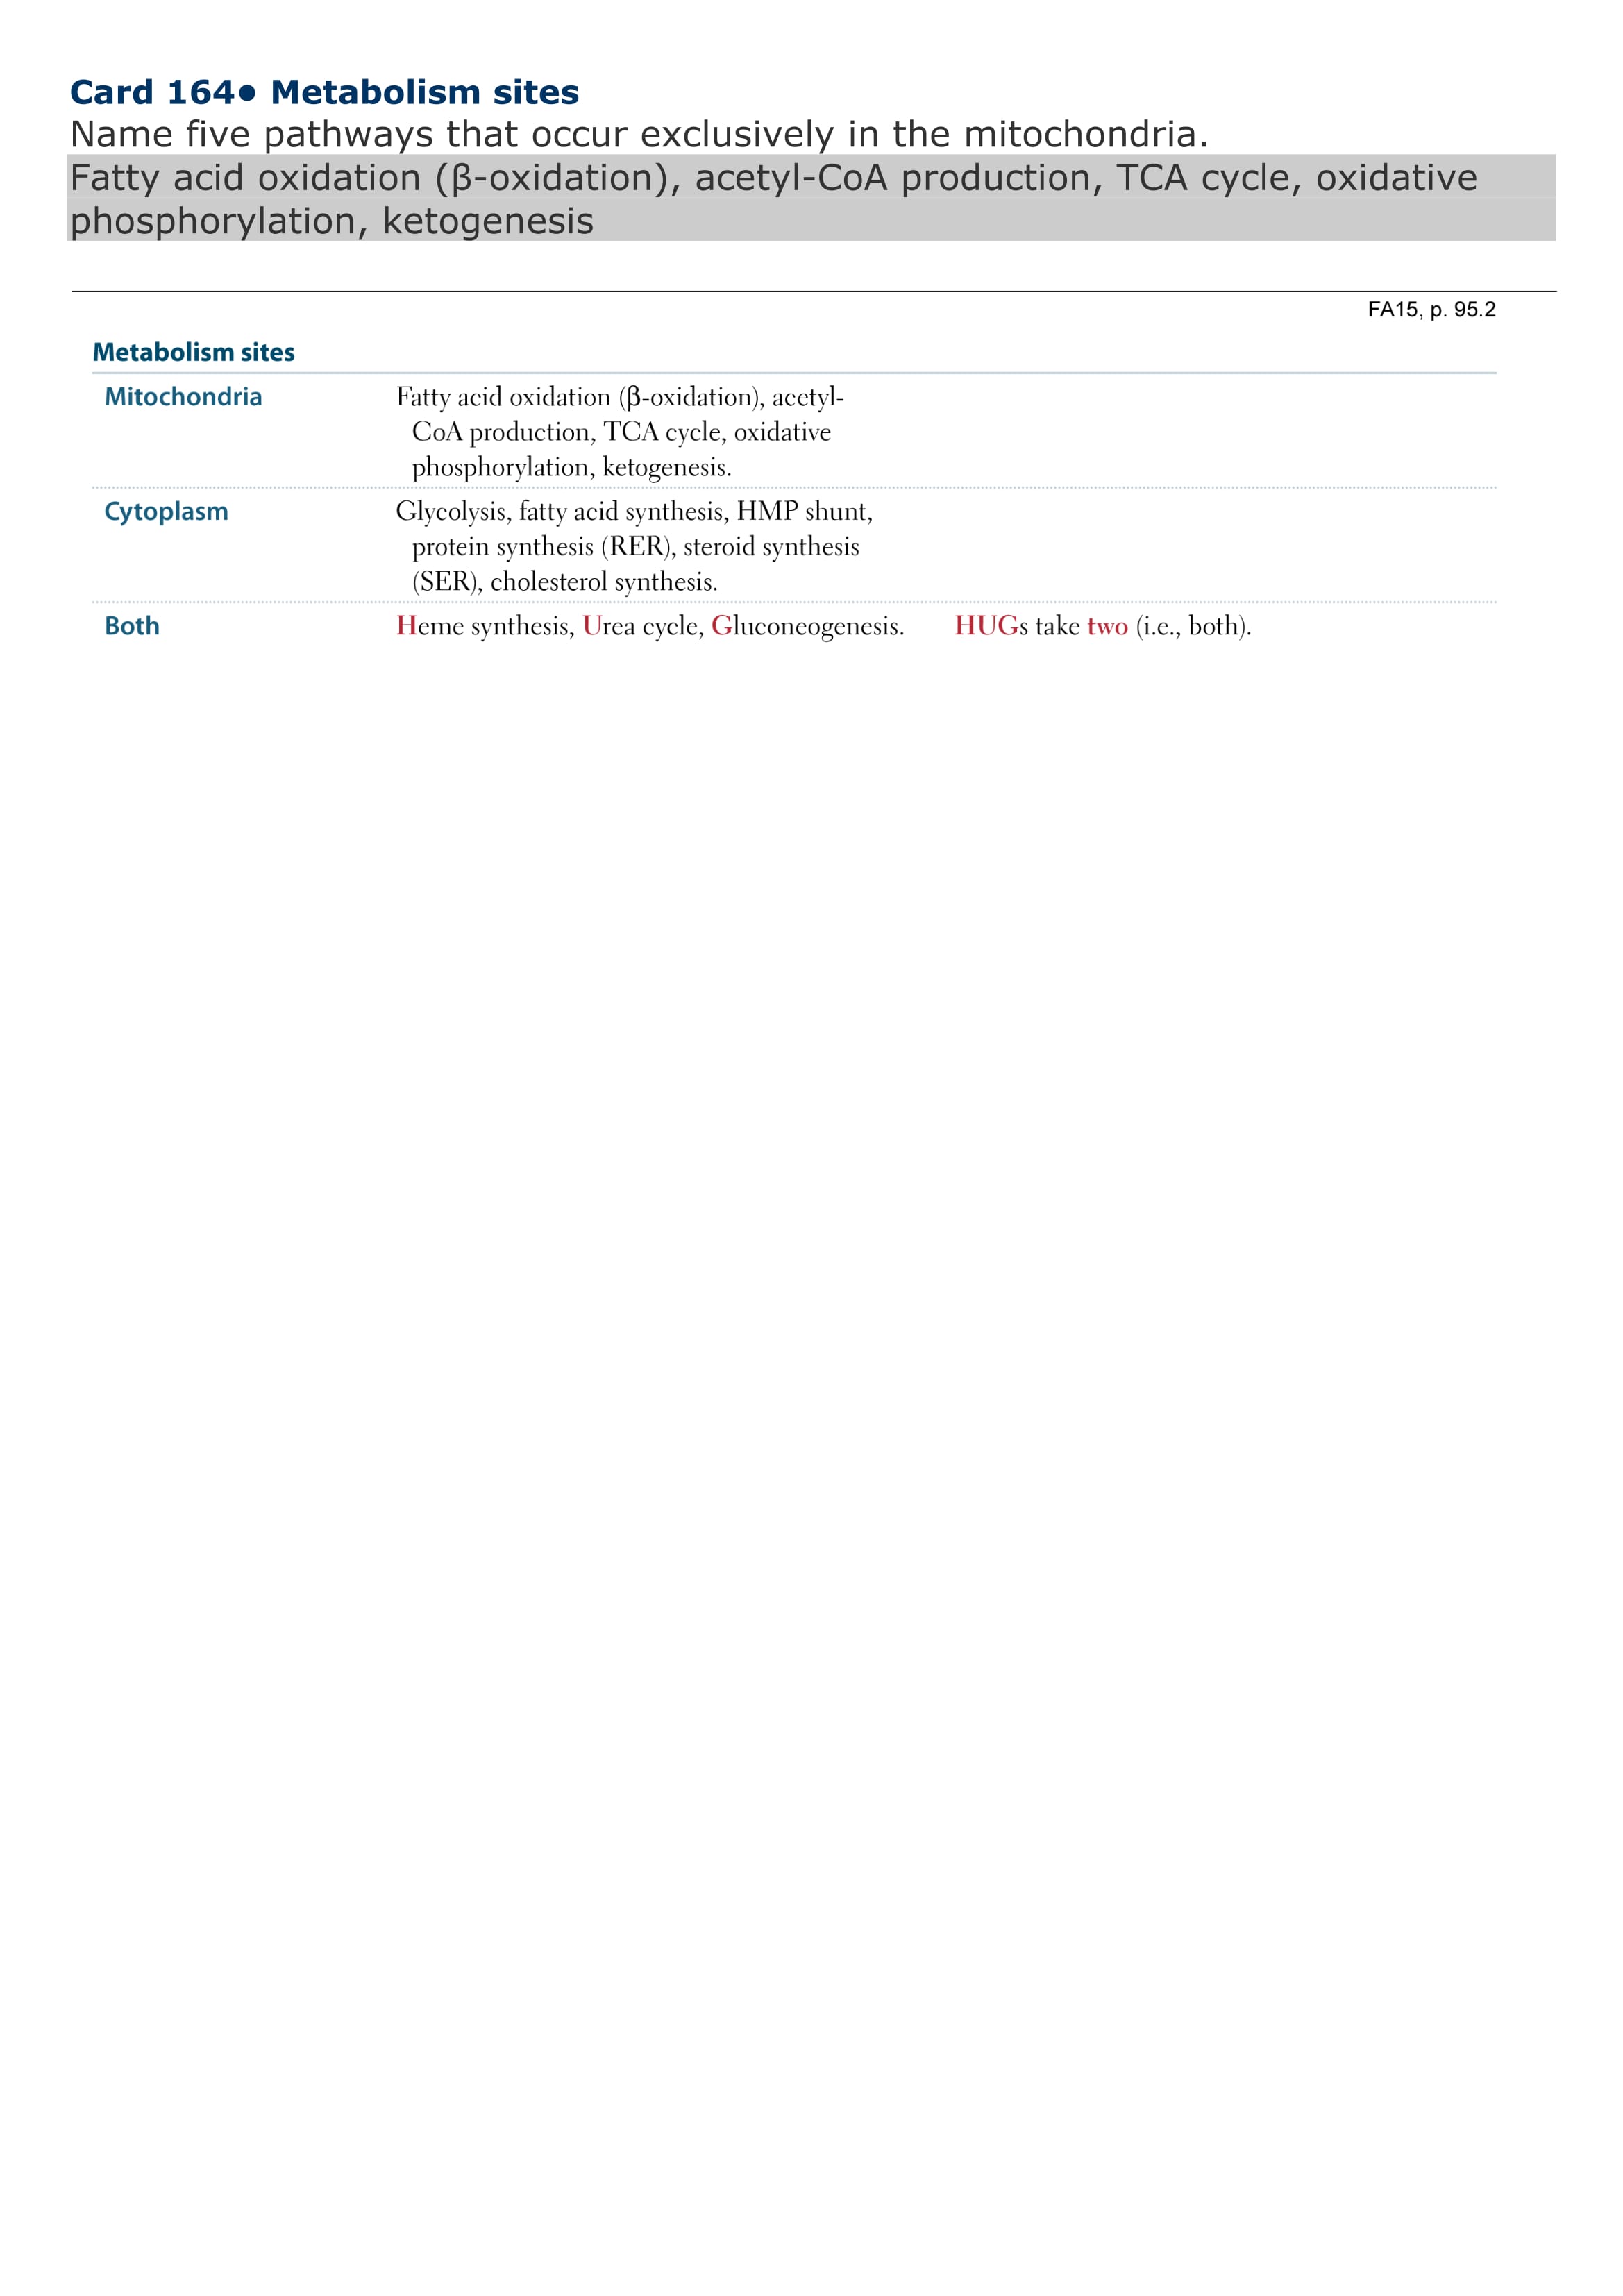 Card 164● Metabolism sites
Name five pathways that occur exclusively in the mitochondria.
Fatty acid oxidation (β-oxidation), acetyl-CoA production, TCA cycle, oxidative
phosphorylation, ketogenesis
FA15, p. 95.2
Metabolism sites
Mitochondria Fatty acid oxidation (β-oxidation), acetyl-
CoA production, TCA cycle, oxidative
phosphorylation, ketogenesis.
Cytoplasm Glycolysis, fatty acid synthesis, HMP shunt,
protein synthesis (RER), steroid synthesis
(SER), cholesterol synthesis.
Both Heme synthesis, Urea cycle, Gluconeogenesis. HUGs take two (i.e., both).